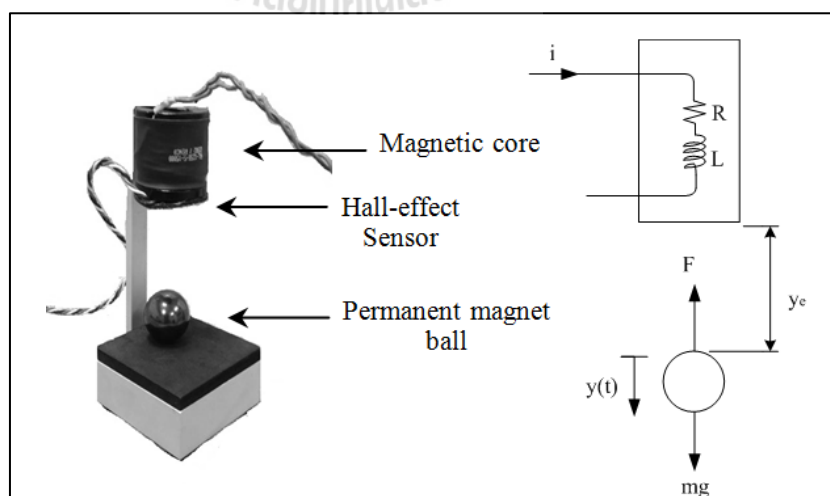 Magnetic core
Hall-effect
Sensor
Permanent magnet
ball
i
R
L
F
yₑ
y(t)
mg